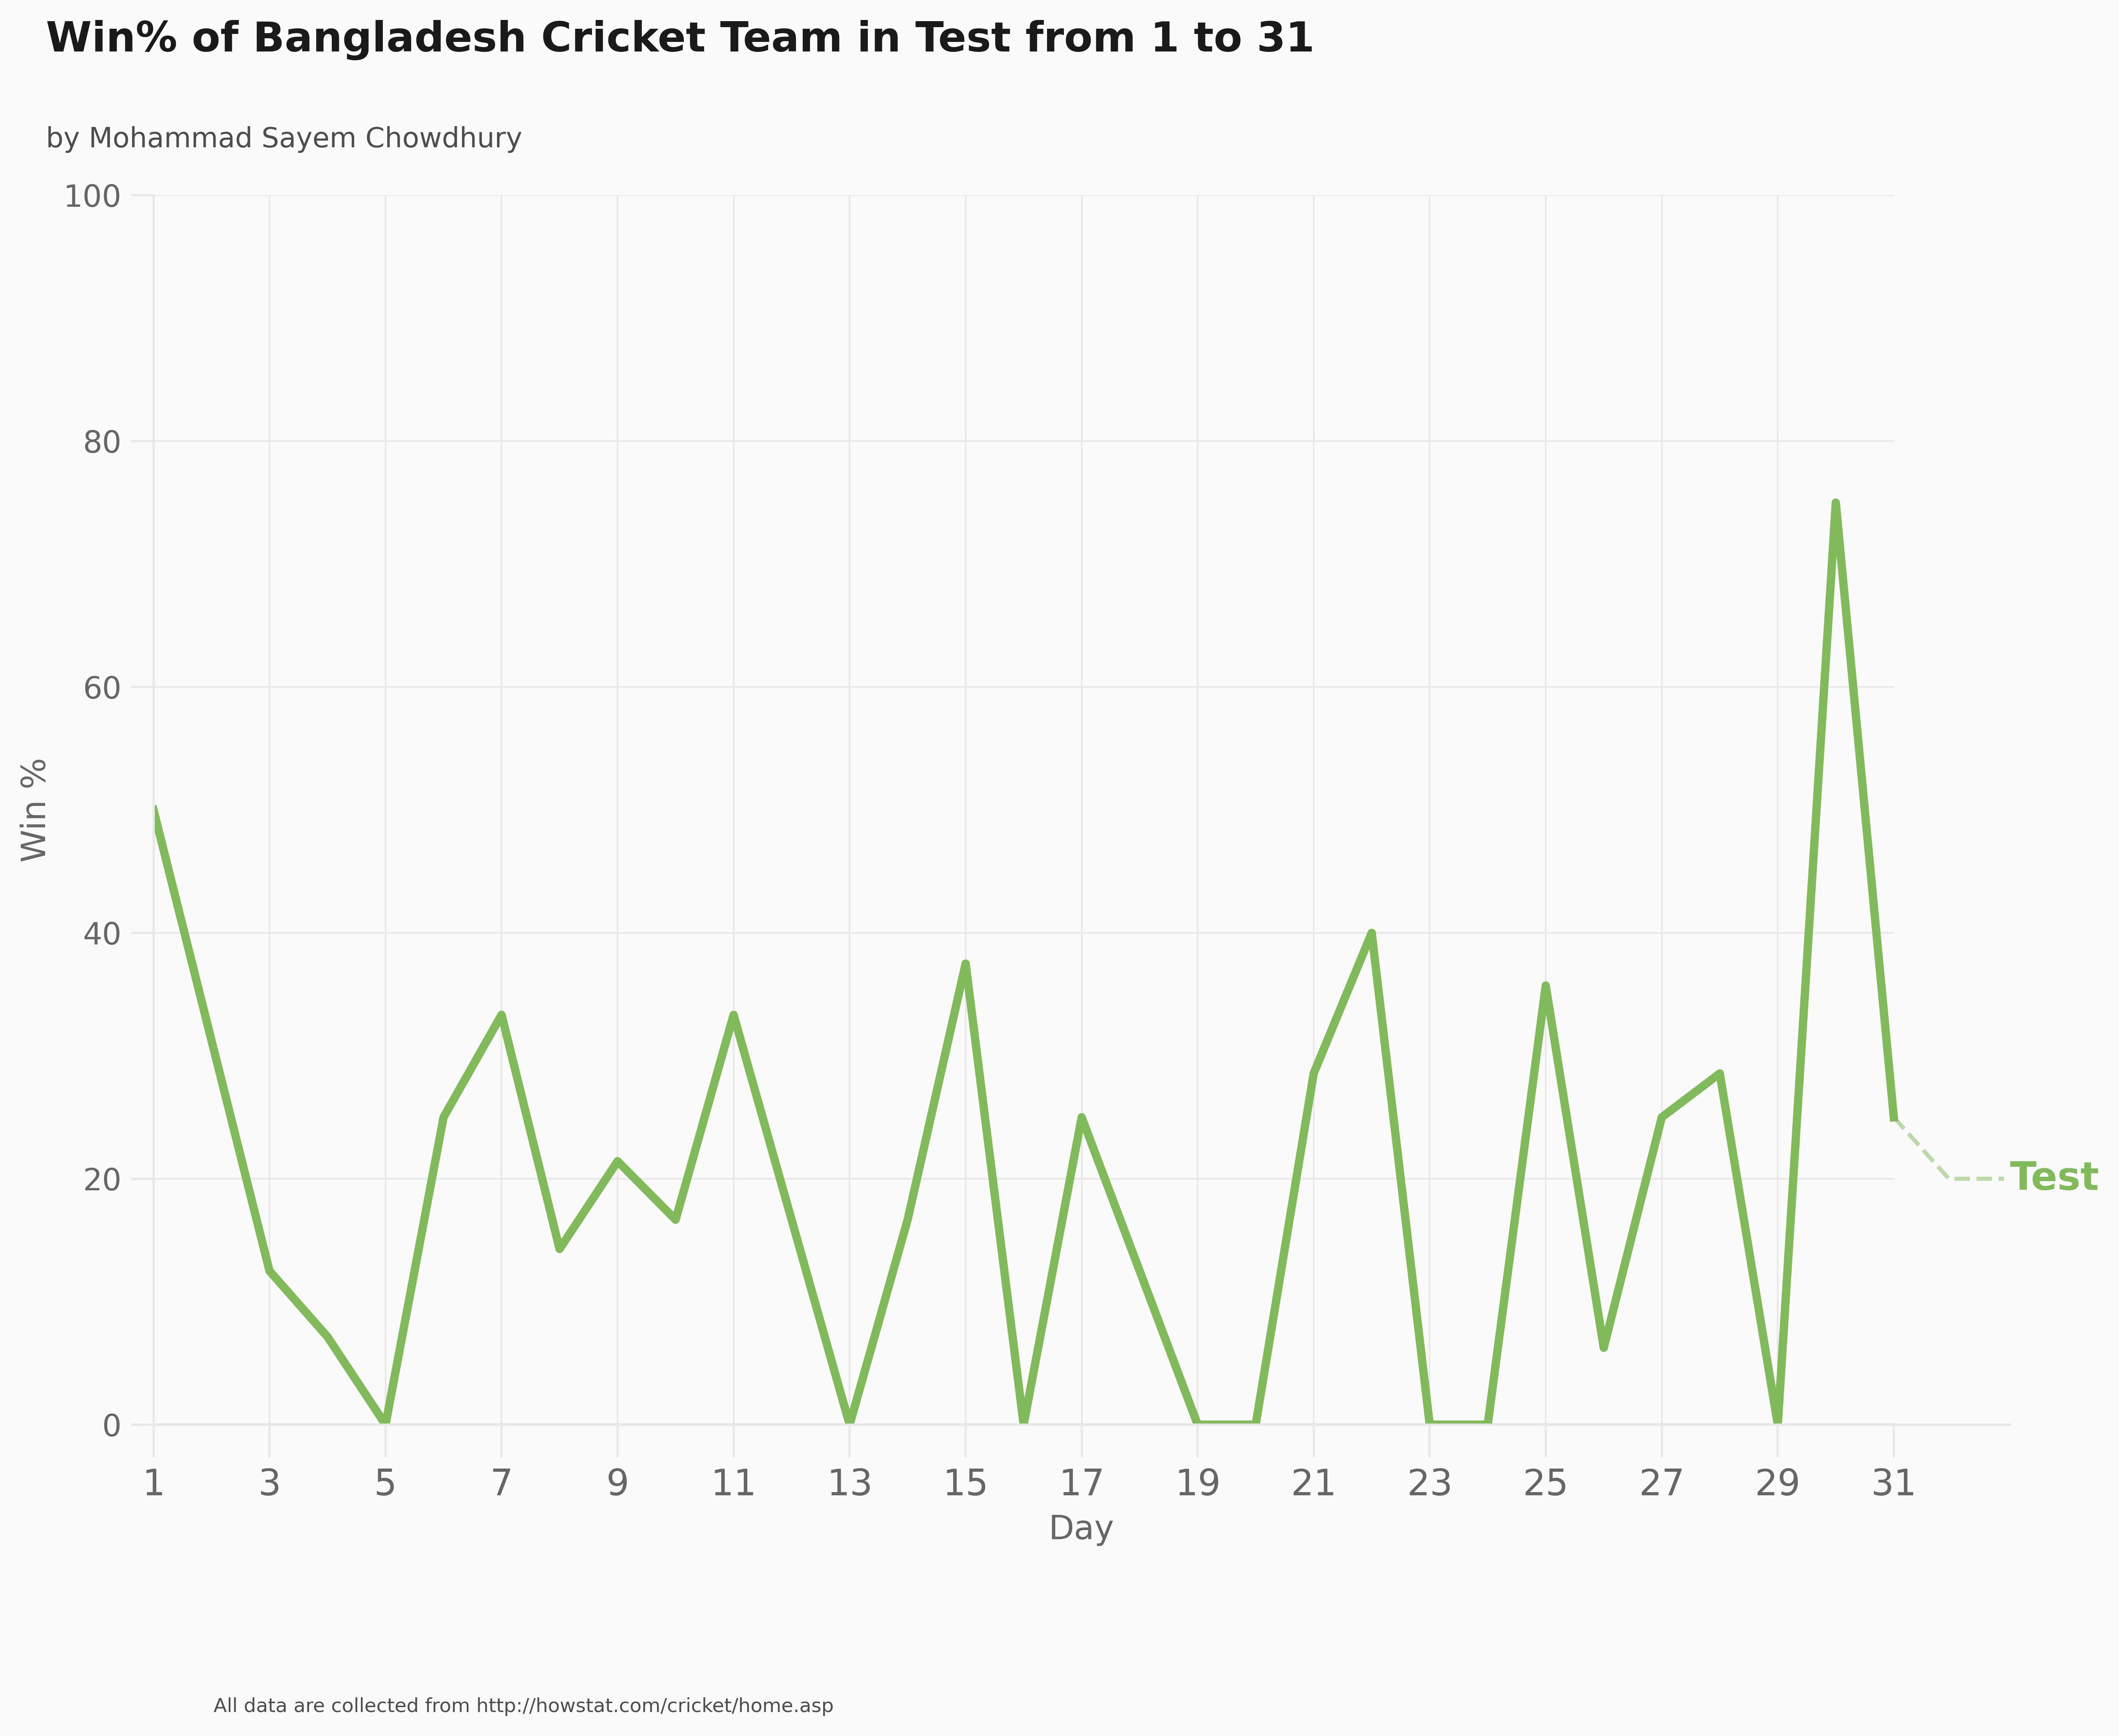 Win% of Bangladesh Cricket Team in Test from 1 to 31
by Mohammad Sayem Chowdhury
100
80
60
40
20
0
Win %
Test
1 3 5 7 9 11 13 15 17 19 21 23 25 27 29 31
Day
All data are collected from http://howstat.com/cricket/home.asp